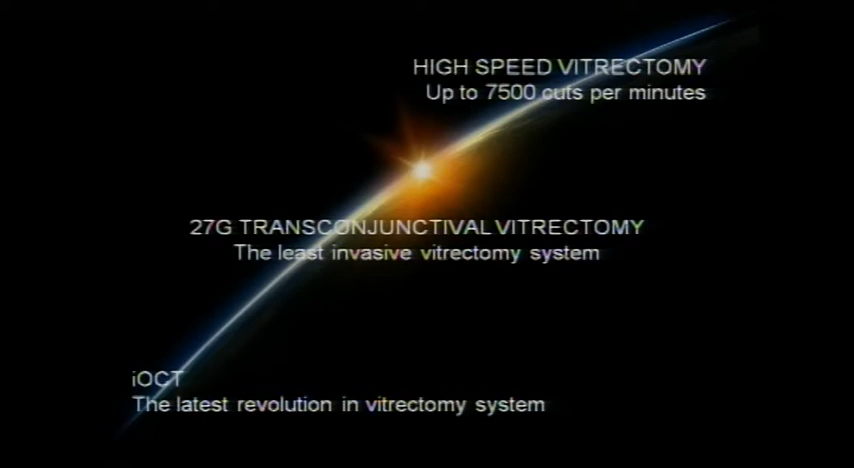 HIGH SPEED VITRECTOMY
Up to 7500 cuts per minutes
27G TRANSCONJUNCTIVAL VITRECTOMY
The least invasive vitrectomy system
iOCT
The latest revolution in vitrectomy system